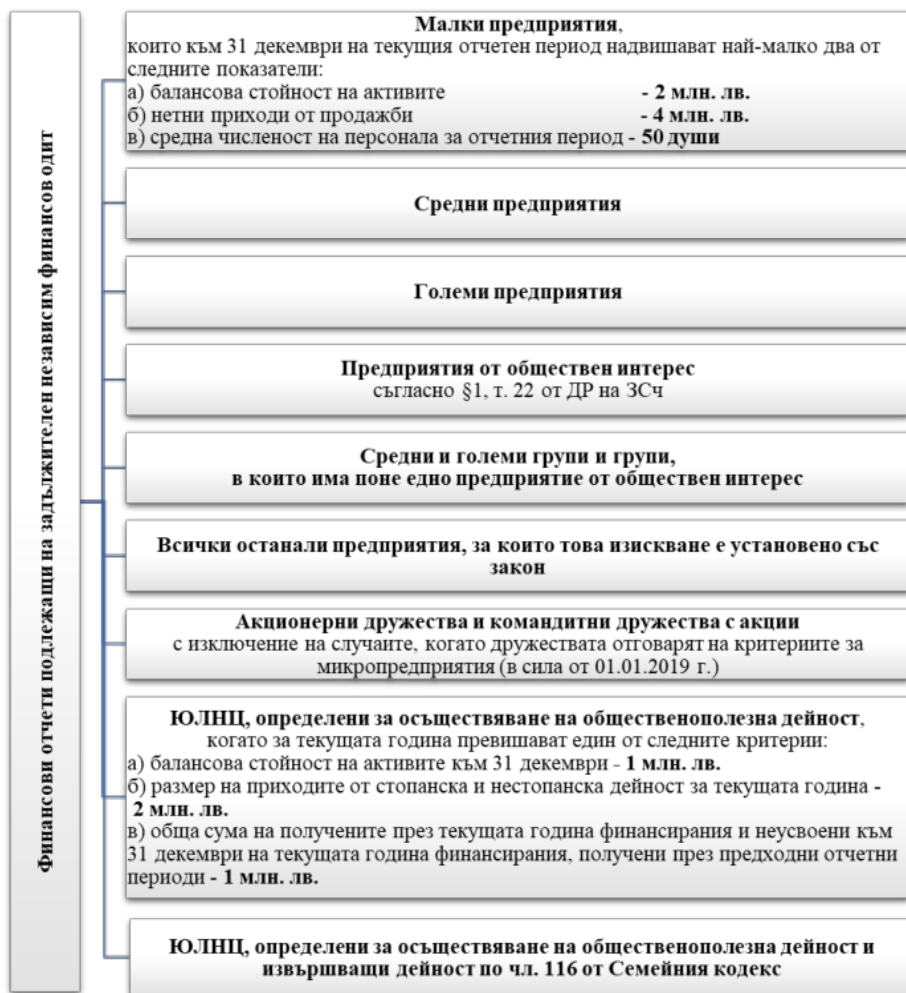 Финансови отчети подлежащи на задължителен независим финансов одит
Малки предприятия,
които към 31 декември на текущия отчетен период надвишават най-малко два от
следните показатели:
а) балансова стойност на активите - 2 млн. лв.
б) нетни приходи от продажби - 4 млн. лв.
в) средна численост на персонала за отчетния период - 50 души
Средни предприятия
Големи предприятия
Предприятия от обществен интерес
съгласно §1, т. 22 от ДР на ЗСч
Средни и големи групи и групи,
в които има поне едно предприятие от обществен интерес
Всички останали предприятия, за които това изискване е установено със
закон
Акционерни дружества и командитни дружества с акции
с изключение на случаите, когато дружествата отговарят на критериите за
микропредприятия (в сила от 01.01.2019 г.)
ЮЛНЦ, определени за осъществяване на общественополезна дейност,
когато за текущата година превишават един от следните критерии:
а) балансова стойност на активите към 31 декември - 1 млн. лв.
б) размер на приходите от стопанска и нестопанска дейност за текущата година -
2 млн. лв.
в) обща сума на получените през текущата година финансирания и неусвоени към
31 декември на текущата година финансирания, получени през предходни отчетни
периоди - 1 млн. лв.
ЮЛНЦ, определени за осъществяване на общественополезна дейност и
извършващи дейност по чл. 116 от Семейния кодекс